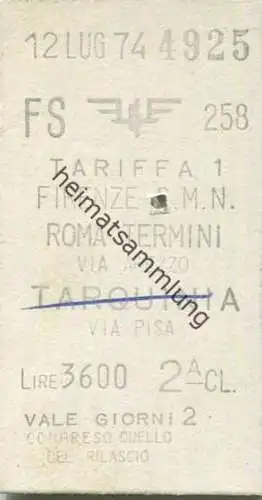 12 LUG 74 4925
FS 258
TARIFFA 1
FIRENZE S.M.N.
ROMA TERMINI
VIA AREZZO
TARQUINIA
VIA PISA
LIRE 3600 2A CL.
VALE GIORNI 2
COMPRESO QUELLO
DEL RILASCIO
heimatsammlung